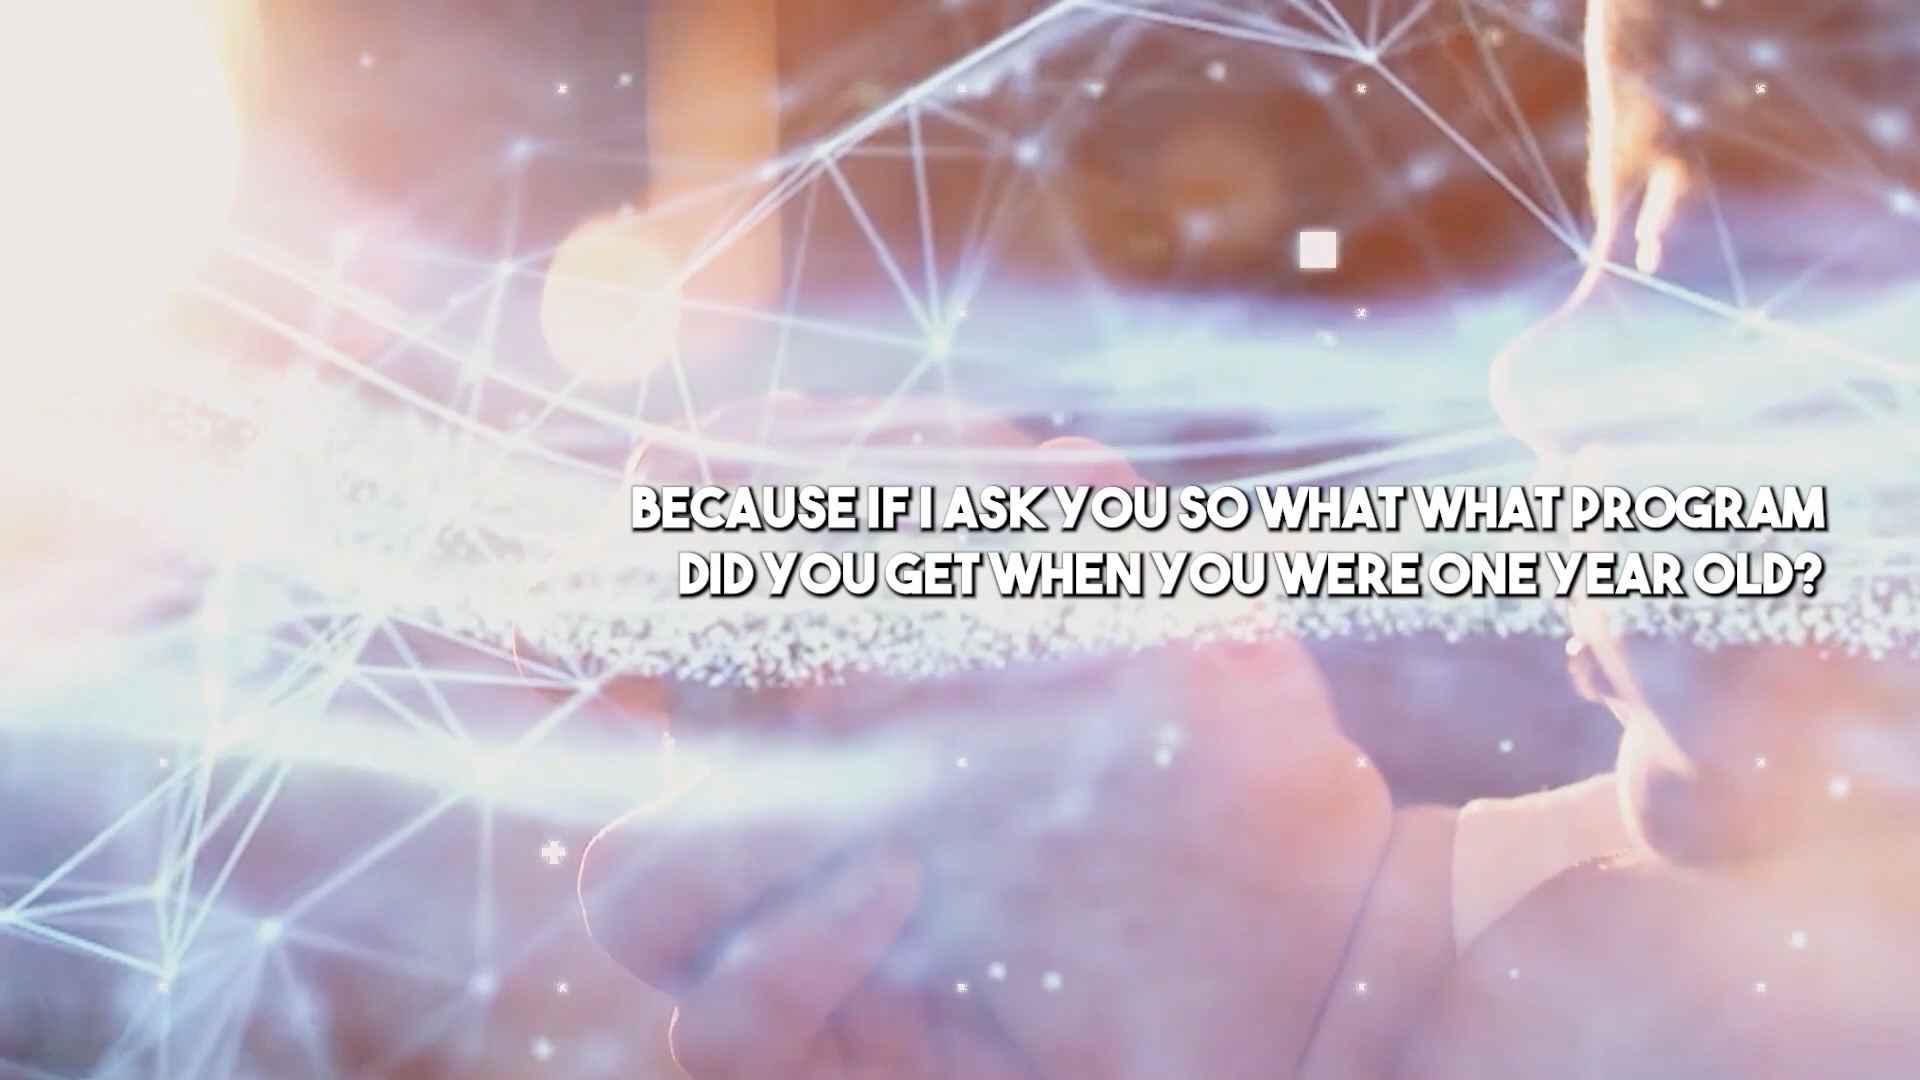 BECAUSE IF I ASK YOU SO WHAT WHAT PROGRAM
DID YOU GET WHEN YOU WERE ONE YEAR OLD?